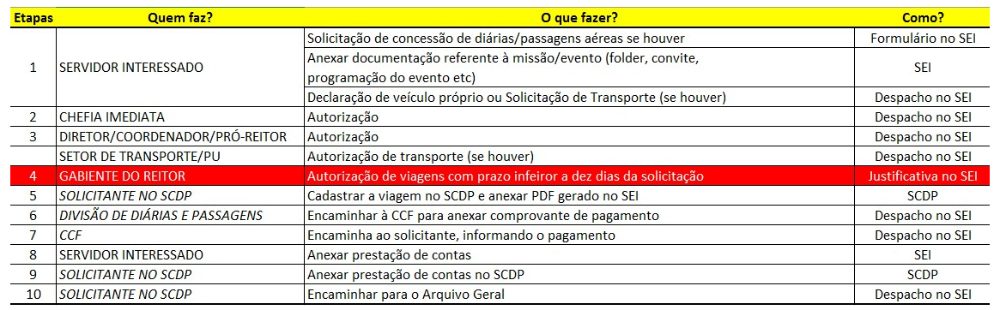 Etapas Quem faz? O que fazer? Como?
1 SERVIDOR INTERESSADO Solicitação de concessão de diárias/passagens aéreas se houver Formulário no SEI
Anexar documentação referente à missão/evento (folder, convite,
programação do evento etc) SEI
Declaração de veículo próprio ou Solicitação de Transporte (se houver) Despacho no SEI
2 CHEFIA IMEDIATA Autorização Despacho no SEI
3 DIRETOR/COORDENADOR/PRÓ-REITOR Autorização Despacho no SEI
SETOR DE TRANSPORTE/PU Autorização de transporte (se houver) Despacho no SEI
4 GABIENTE DO REITOR Autorização de viagens com prazo infeiror a dez dias da solicitação Justificativa no SEI
5 SOLICITANTE NO SCDP Cadastrar a viagem no SCDP e anexar PDF gerado no SEI SCDP
6 DIVISÃO DE DIÁRIAS E PASSAGENS Encaminhar à CCF para anexar comprovante de pagamento Despacho no SEI
7 CCF Encaminha ao solicitante, informando o pagamento Despacho no SEI
8 SERVIDOR INTERESSADO Anexar prestação de contas SEI
9 SOLICITANTE NO SCDP Anexar prestação de contas no SCDP SCDP
10 SOLICITANTE NO SCDP Encaminhar para o Arquivo Geral Despacho no SEI